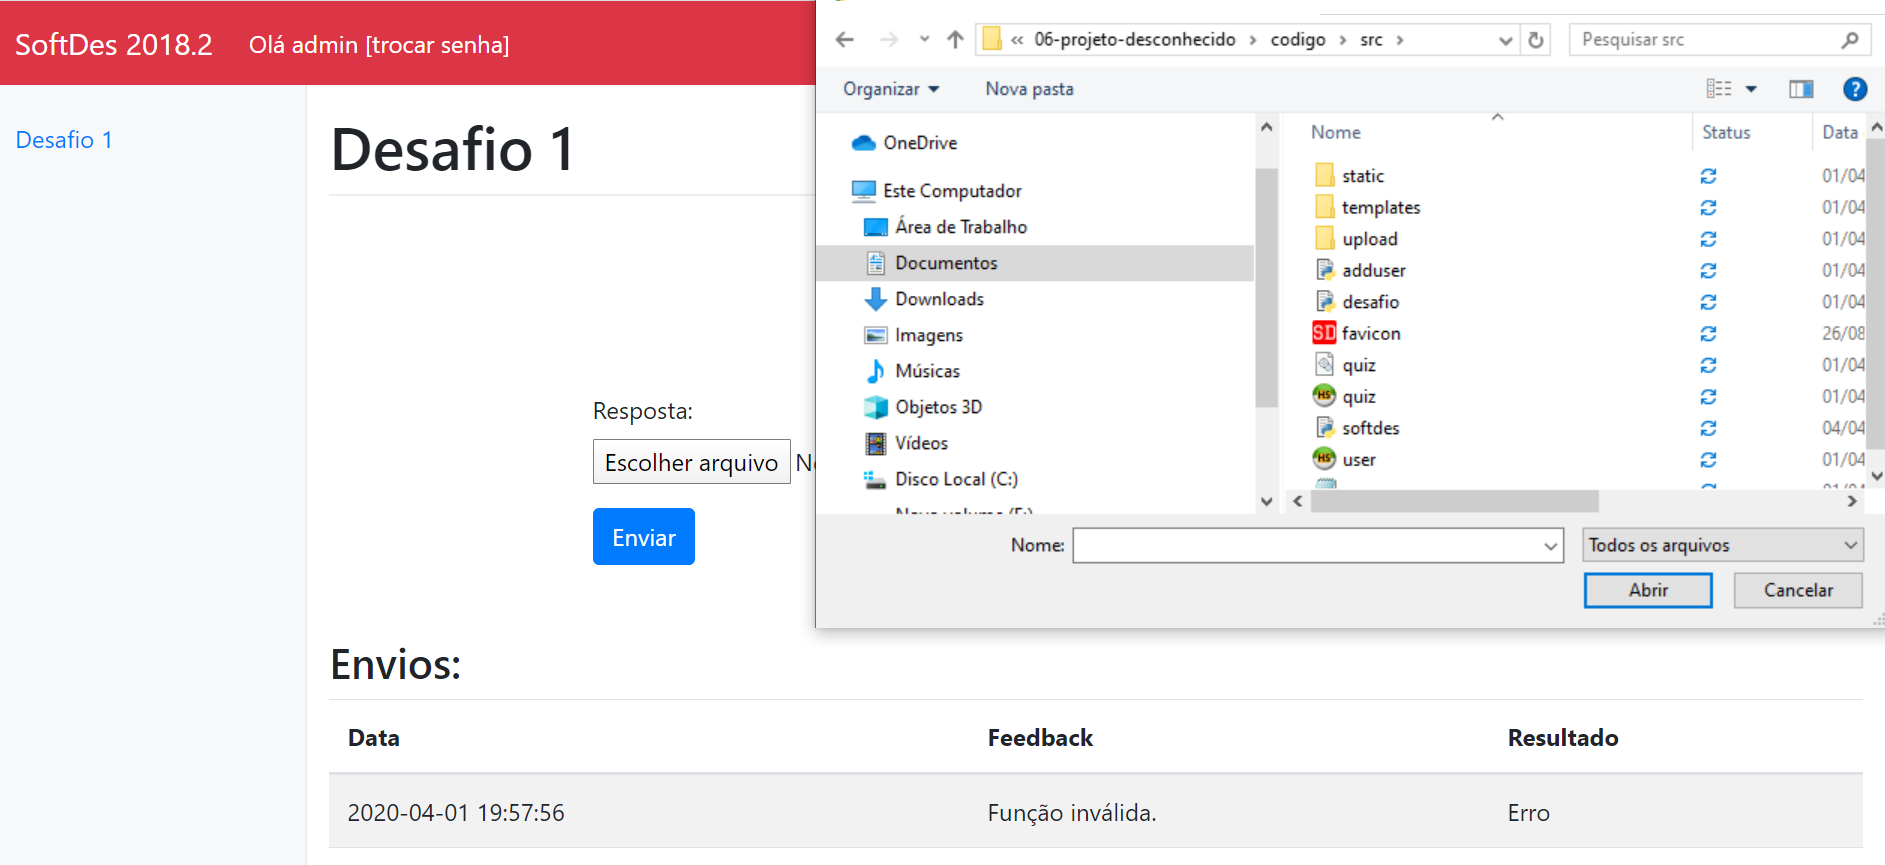 SoftDes 2018.2 Olá admin [trocar senha]
Desafio 1
Desafio 1
Resposta:
Escolher arquivo
Enviar
Envios:
Data Feedback Resultado
2020-04-01 19:57:56 Função inválida. Erro
« 06-projeto-desconhecido › codigo › src › Pesquisar src
Organizar Nova pasta
OneDrive
Este Computador
Área de Trabalho
Documentos
Downloads
Imagens
Músicas
Objetos 3D
Vídeos
Disco Local (C:)
Nome Status Data
static 01/04
templates 01/04
upload 01/04
adduser 01/04
desafio 01/04
SD favicon 26/08
quiz 01/04
HS quiz 01/04
softdes 04/04
HS user 01/04
Nome: Todos os arquivos
Abrir Cancelar